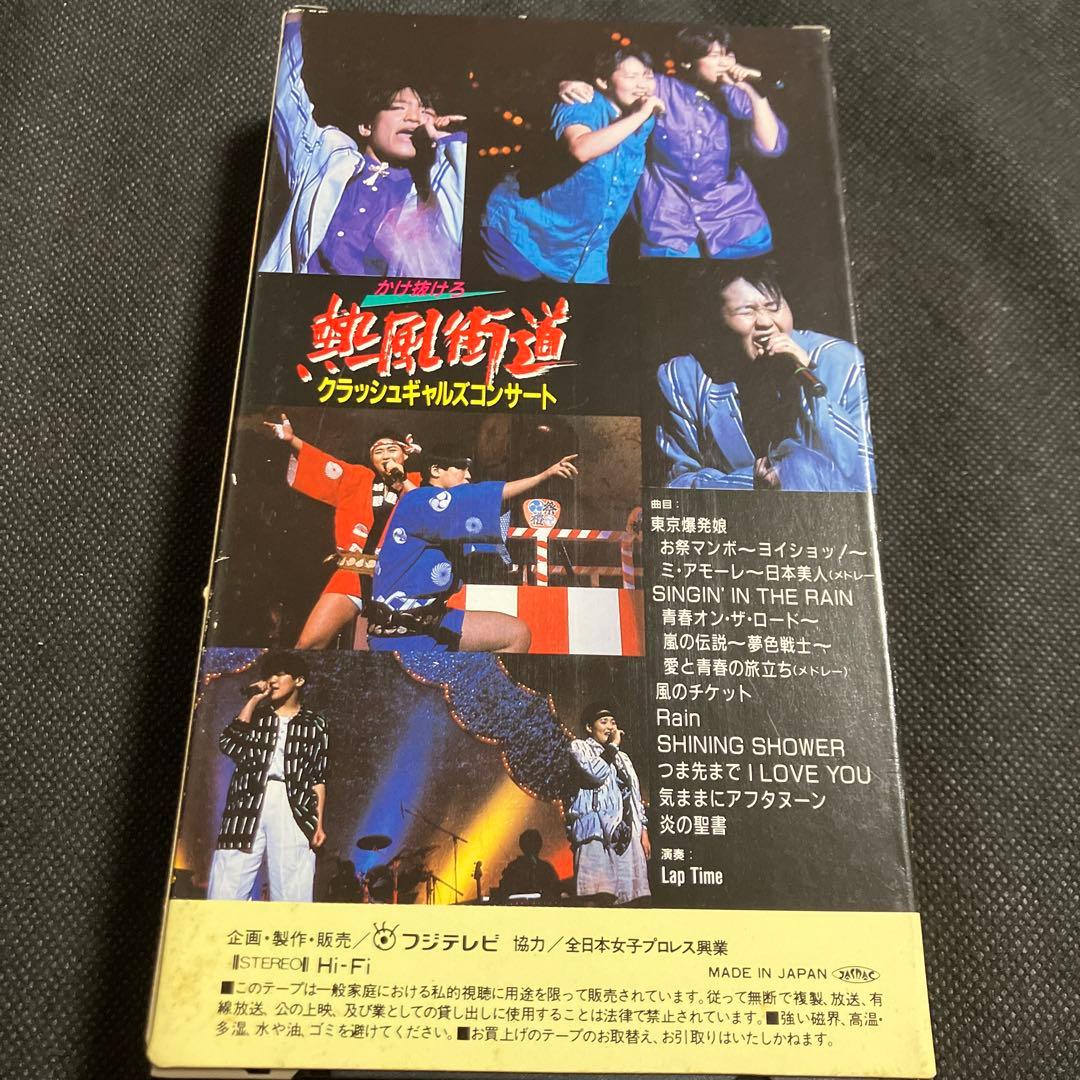 かけ抜けろ
熱風街道
クラッシュギャルズコンサート
曲目：
東京爆発娘
お祭マンボ〜ヨイショッ！〜
ミ・アモーレ〜日本美人（メドレー
SINGIN' IN THE RAIN
青春オン・ザ・ロード〜
嵐の伝説〜夢色戦士〜
愛と青春の旅立ち（メドレー）
風のチケット
Rain
SHINING SHOWER
つま先まで I LOVE YOU
気ままにアフタヌーン
炎の聖書
演奏：
Lap Time
企画・製作・販売／フジテレビ 協力／全日本女子プロレス興業
STEREO Hi-Fi
MADE IN JAPAN JASRAC
■このテープは一般家庭における私的視聴に用途を限って販売されています。従って無断で複製、放送、有
線放送、公の上映、及び業としての貸し出しに使用することは法律で禁止されています。■強い磁界、高温・
多湿、水や油、ゴミを避けてください。■お買上げのテープのお取替え、お引取りはいたしかねます。